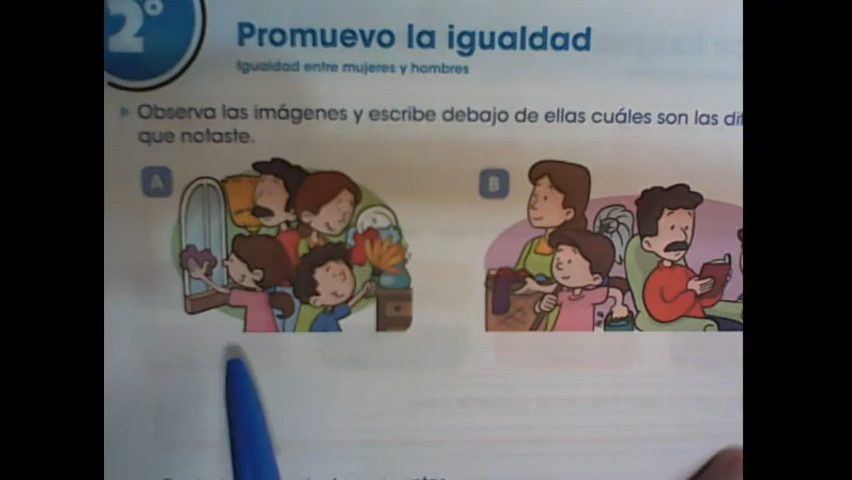 2°
Promuevo la igualdad
Igualdad entre mujeres y hombres
Observa las imágenes y escribe debajo de ellas cuáles son las
que notaste.
A
B